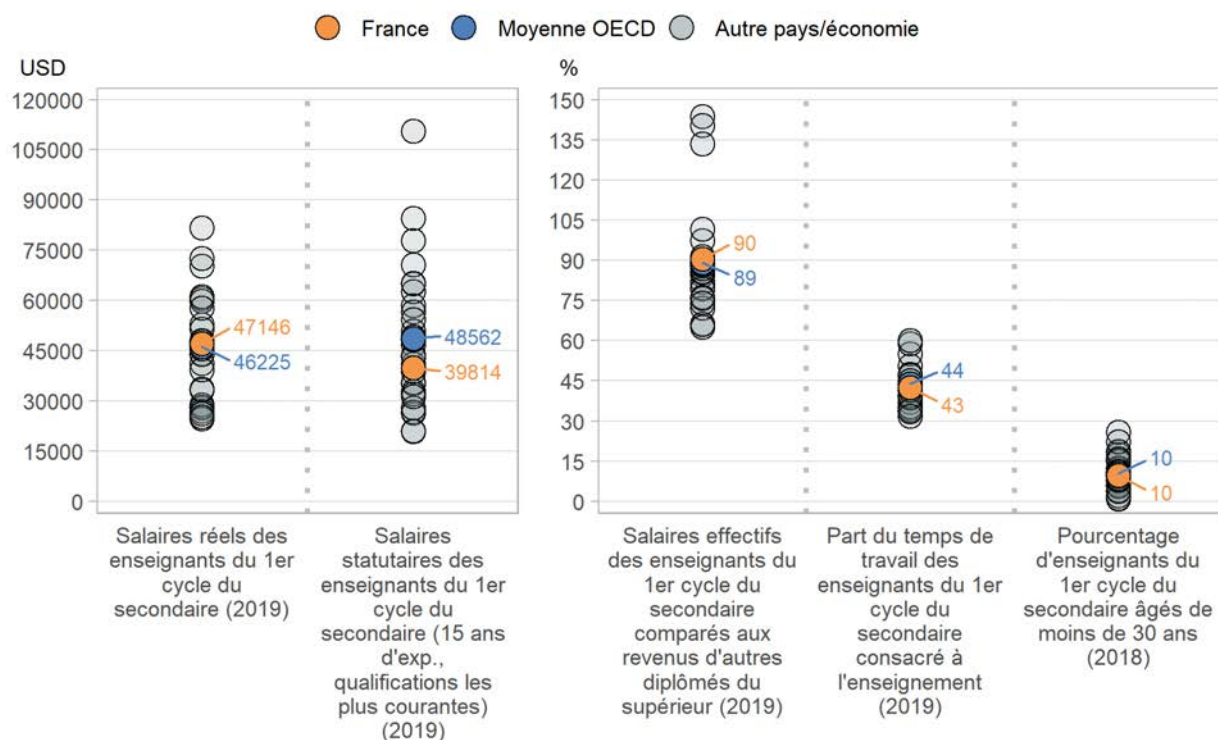 France
Moyenne OECD
Autre pays/économie
USD
120000
105000
90000
75000
60000
45000
30000
15000
0
47146
46225
48562
39814
Salaires réels des
enseignants du 1er
cycle du
secondaire (2019)
Salaires
statutaires des
enseignants du 1er
cycle du
secondaire (15 ans
d'exp.,
qualifications les
plus courantes)
(2019)
%
150
135
120
105
90
75
60
45
30
15
0
90
89
44
43
10
10
Salaires effectifs
des enseignants du
1er cycle du
secondaire
comparés aux
revenus d'autres
diplômés du
supérieur (2019)
Part du temps de
travail des
enseignants du 1er
cycle du
secondaire
consacré à
l'enseignement
(2019)
Pourcentage
d'enseignants du
1er cycle du
secondaire âgés de
moins de 30 ans
(2018)